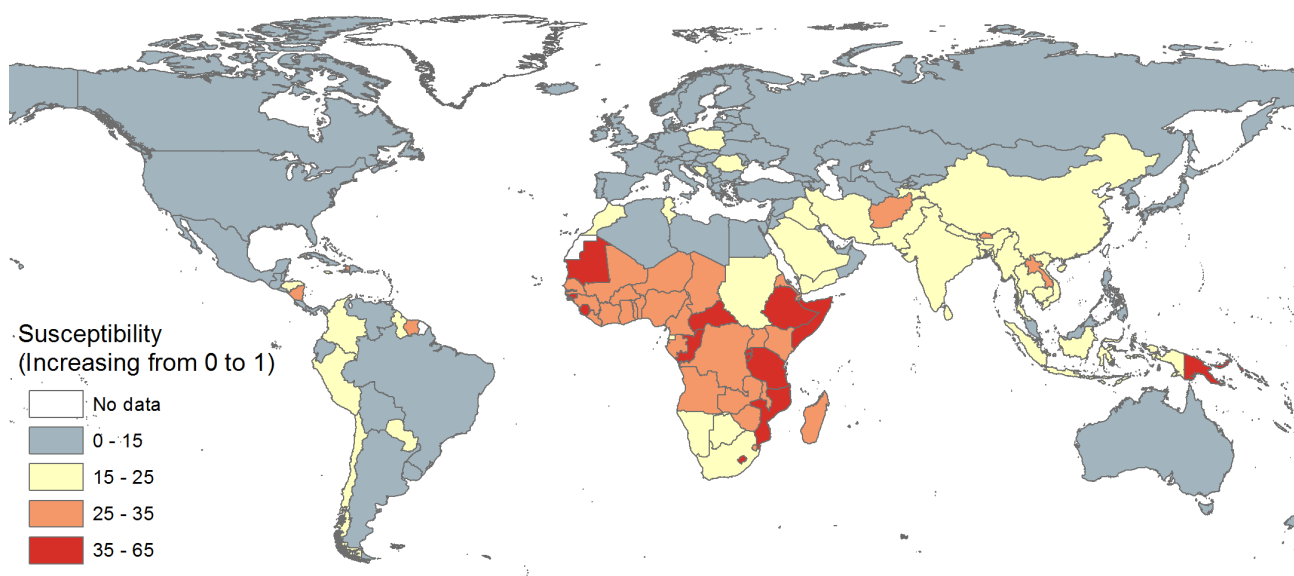 Susceptibility
(Increasing from 0 to 1)
No data
0 - 15
15 - 25
25 - 35
35 - 65